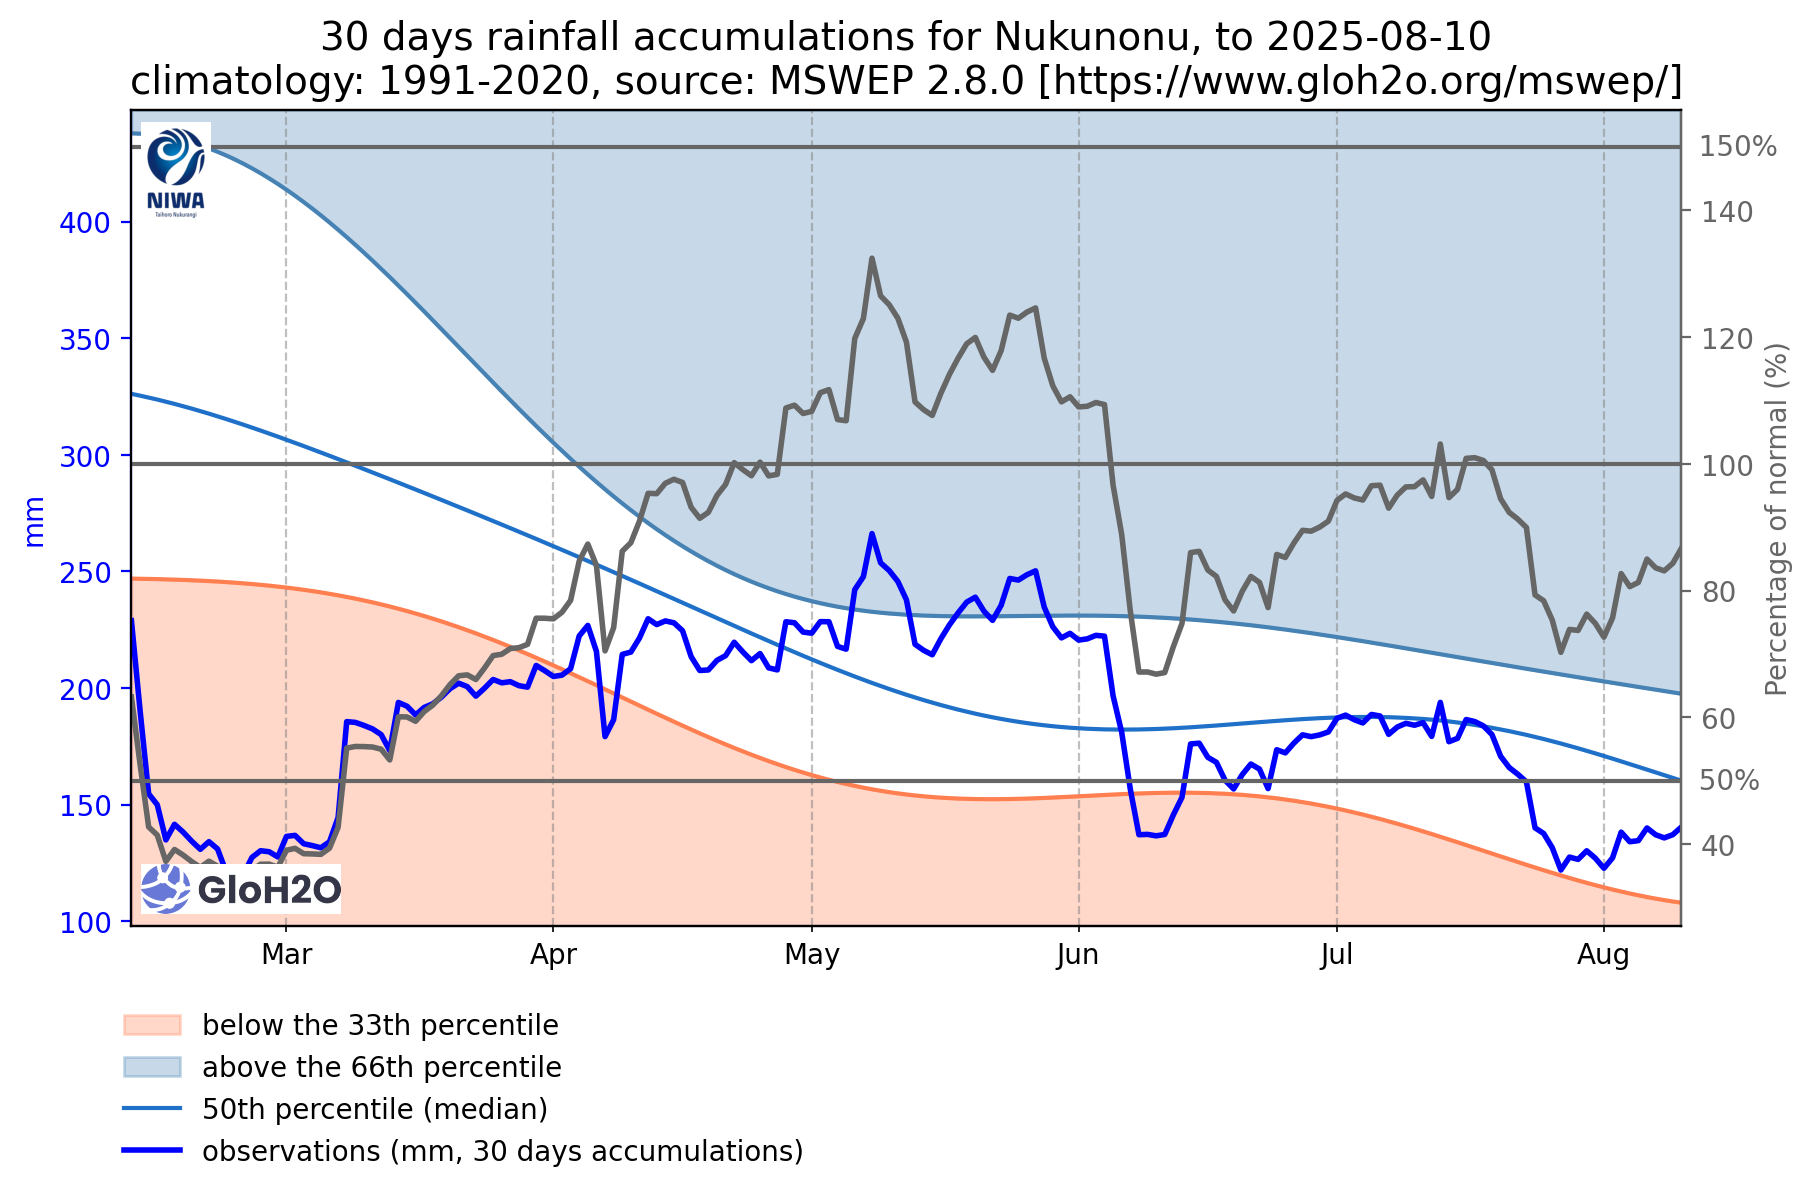 30 days rainfall accumulations for Nukunonu, to 2025-08-10
climatology: 1991-2020, source: MSWEP 2.8.0 [https://www.gloh2o.org/mswep/]
NIWA
Taihoro Nukurangi
400
350
300
250
200
150
100
mm
150%
140
120
100
80
60
50%
40
Percentage of normal (%)
GloH2O
Mar
Apr
May
Jun
Jul
Aug
below the 33th percentile
above the 66th percentile
50th percentile (median)
observations (mm, 30 days accumulations)